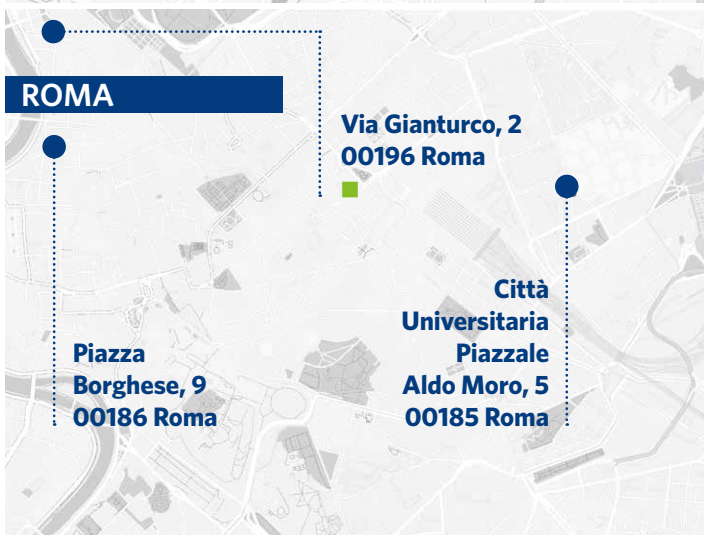 ROMA
Via Gianturco, 2
00196 Roma
Città
Universitaria
Piazzale
Aldo Moro, 5
00185 Roma
Piazza
Borghese, 9
00186 Roma